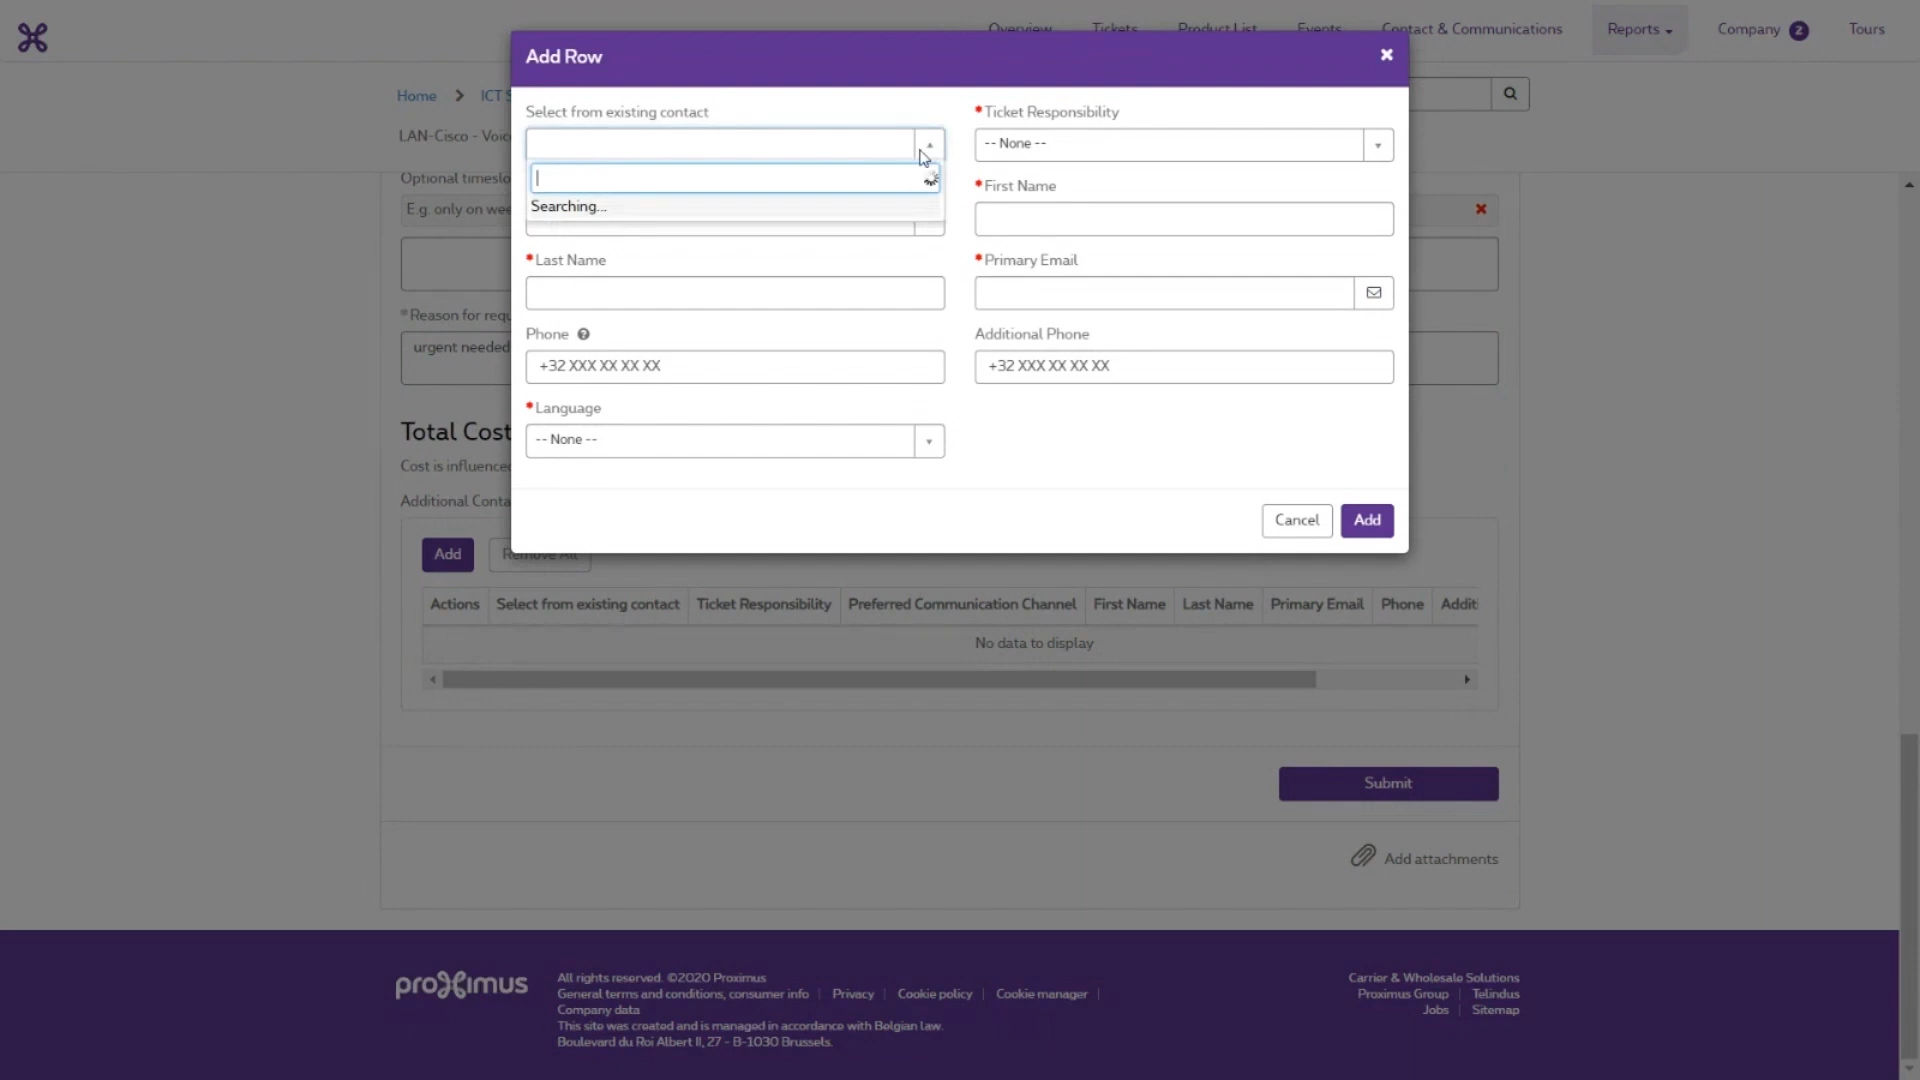 Overview Tickets Product List Events Contact & Communications Reports Company 2 Tours
Add Row
Home ICT
LAN-Cisco - Voic
Select from existing contact
* Ticket Responsibility
-- None --
Searching...
Optional timeslo
E.g. only on wee
* First Name
* Last Name
* Primary Email
* Reason for requ
urgent needed
Phone
Additional Phone
+32 XXX XX XX XX
+32 XXX XX XX XX
* Language
-- None --
Total Cost
Cost is influenced
Additional Conta
Cancel Add
Add Remove All
Actions Select from existing contact Ticket Responsibility Preferred Communication Channel First Name Last Name Primary Email Phone Additi
No data to display
Submit
Add attachments
proximus
All rights reserved. ©2020 Proximus
General terms and conditions, consumer info | Privacy | Cookie policy | Cookie manager |
Company data
This site was created and is managed in accordance with Belgian law.
Boulevard du Roi Albert II, 27 - B-1030 Brussels.
Carrier & Wholesale Solutions
Proximus Group | Telindus
Jobs | Sitemap